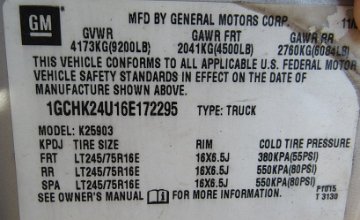 GM
MFD BY GENERAL MOTORS CORP.
GVWR GAWR FRT GAWR RR
4173KG(9200LB) 2041KG(4500LB) 2760KG(6084LB)
THIS VEHICLE CONFORMS TO ALL APPLICABLE U.S. FEDERAL MOTOR
VEHICLE SAFETY STANDARDS IN EFFECT ON THE DATE OF
MANUFACTURE SHOWN ABOVE.
1GCHK24U16E172295 TYPE: TRUCK
MODEL: K25903
KPDJ TIRE SIZE RIM COLD TIRE PRESSURE
FRT LT245/75R16E 16X6.5J 380KPA(55PSI)
RR LT245/75R16E 16X6.5J 550KPA(80PSI)
SPA LT245/75R16E 16X6.5J 550KPA(80PSI)
SEE OWNER'S MANUAL FOR MORE INFORMATION.
T 3130